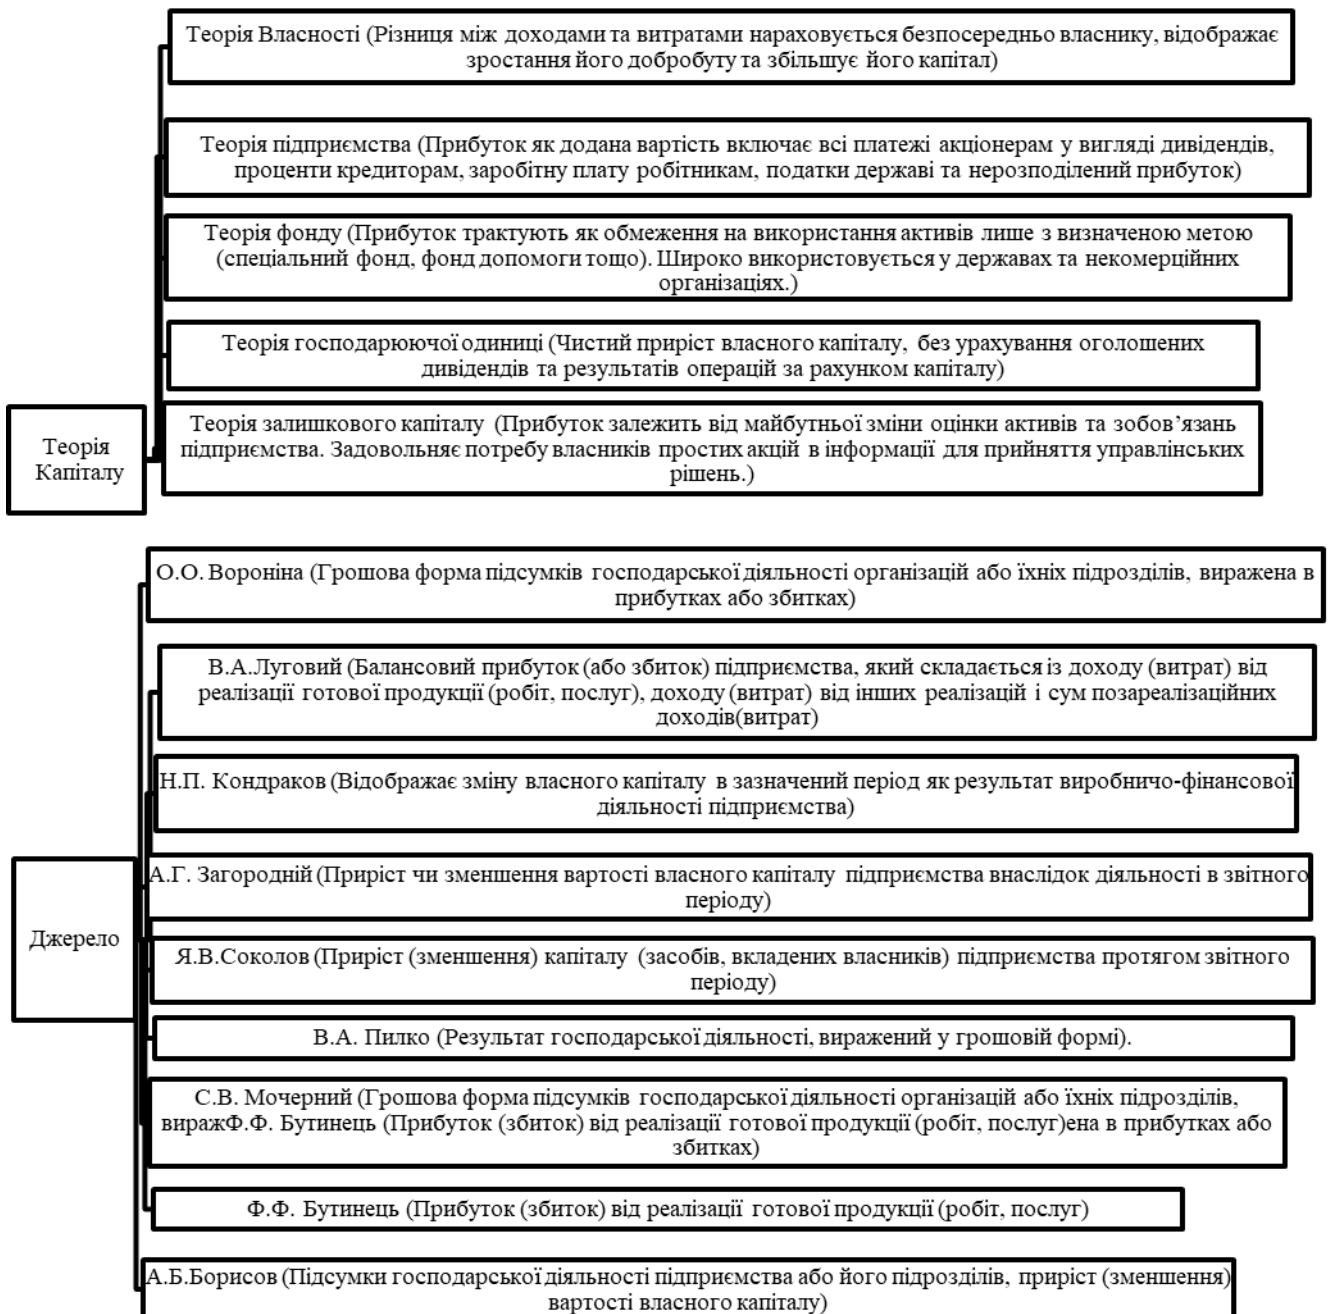 Теорія Власності (Різниця між доходами та витратами нараховується безпосередньо власнику, відображає
зростання його добробуту та збільшує його капітал)
Теорія підприємства (Прибуток як додана вартість включає всі платежі акціонерам у вигляді дивідендів,
проценти кредиторам, заробітну плату робітникам, податки державі та нерозподілений прибуток)
Теорія фонду (Прибуток трактують як обмеження на використання активів лише з визначеною метою
(спеціальний фонд, фонд допомоги тощо). Широко використовується у державах та некомерційних
організаціях.)
Теорія господарюючої одиниці (Чистий приріст власного капіталу, без урахування оголошених
дивідендів та результатів операцій за рахунком капіталу)
Теорія залишкового капіталу (Прибуток залежить від майбутньої зміни оцінки активів та зобов’язань
підприємства. Задовольняє потребу власників простих акцій в інформації для прийняття управлінських
рішень.)
Теорія
Капіталу
О.О. Вороніна (Грошова форма підсумків господарської діяльності організацій або їхніх підрозділів, виражена в
прибутках або збитках)
В.А.Луговий (Балансовий прибуток (або збиток) підприємства, який складається із доходу (витрат) від
реалізації готової продукції (робіт, послуг), доходу (витрат) від інших реалізацій і сум позареалізаційних
доходів(витрат)
Н.П. Кондраков (Відображає зміну власного капіталу в зазначений період як результат виробничо-фінансової
діяльності підприємства)
А.Г. Загородній (Приріст чи зменшення вартості власного капіталу підприємства внаслідок діяльності в звітного
періоду)
Джерело
Я.В.Соколов (Приріст (зменшення) капіталу (засобів, вкладених власників) підприємства протягом звітного
періоду)
В.А. Пилко (Результат господарської діяльності, виражений у грошовій формі).
С.В. Мочерний (Грошова форма підсумків господарської діяльності організацій або їхніх підрозділів,
виражФ.Ф. Бутинець (Прибуток (збиток) від реалізації готової продукції (робіт, послуг)ена в прибутках або
збитках)
Ф.Ф. Бутинець (Прибуток (збиток) від реалізації готової продукції (робіт, послуг)
А.Б.Борисов (Підсумки господарської діяльності підприємства або його підрозділів, приріст (зменшення)
вартості власного капіталу)